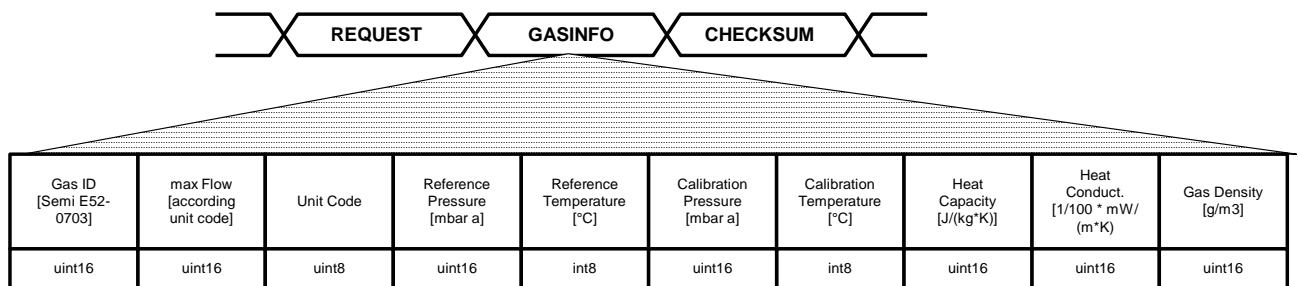 REQUEST GASINFO CHECKSUM
Gas ID
[Semi E52-
0703]
max Flow
[according
unit code]
Unit Code
Reference
Pressure
[mbar a]
Reference
Temperature
[°C]
Calibration
Pressure
[mbar a]
Calibration
Temperature
[°C]
Heat
Capacity
[J/(kg*K)]
Heat
Conduct.
[1/100 * mW/
(m*K)
Gas Density
[g/m3]
uint16 uint16 uint8 uint16 int8 uint16 int8 uint16 uint16 uint16